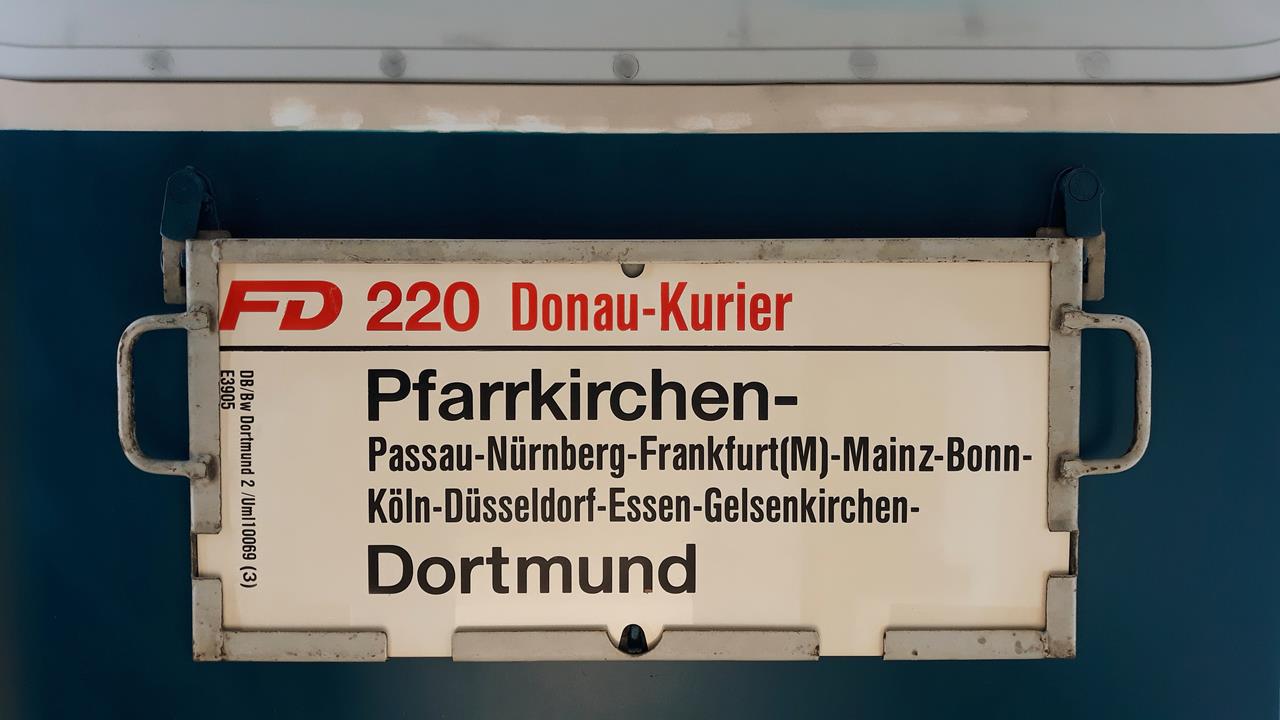 FD 220 Donau-Kurier
Pfarrkirchen-
Passau-Nürnberg-Frankfurt(M)-Mainz-Bonn-
Köln-Düsseldorf-Essen-Gelsenkirchen-
Dortmund
DB/Bw Dortmund 2 /Uml10069 (3)
E3905